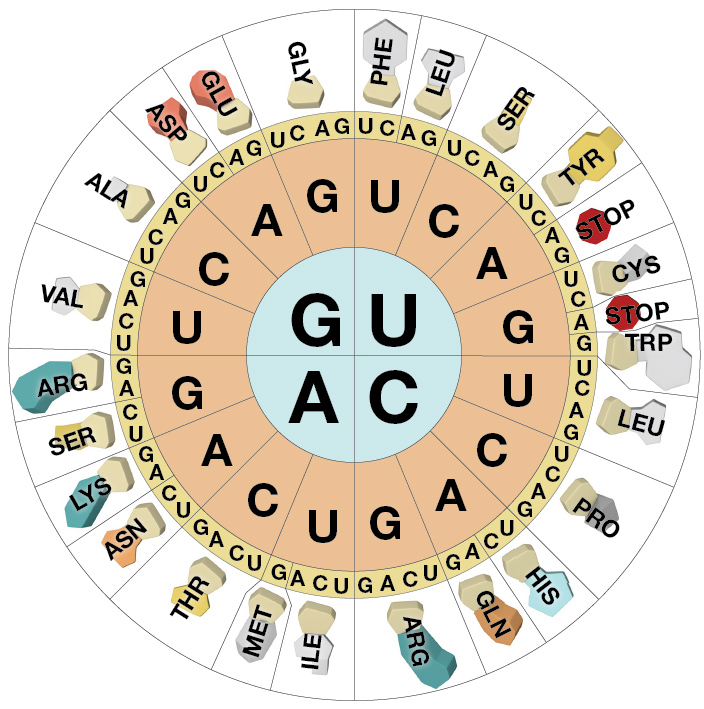 G U
A C
U C A G
U C A G
U C A G
U C A G
U C A G U C A G U C A G U C A G
U C A G U C A G U C A G U C A G
U C A G U C A G U C A G U C A G
U C A G U C A G U C A G U C A G
PHE
LEU
SER
TYR
STOP
CYS
STOP
TRP
LEU
PRO
HIS
GLN
ARG
ILE
MET
THR
ASN
LYS
SER
ARG
VAL
ALA
ASP
GLU
GLY